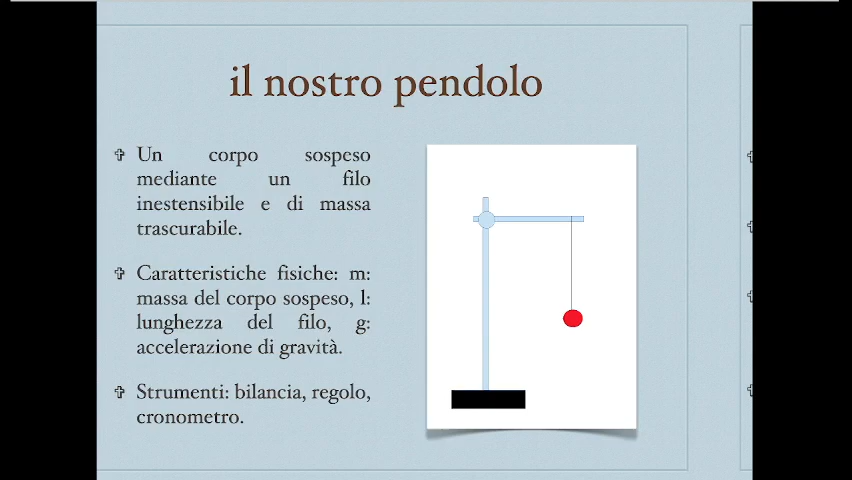 il nostro pendolo
Un corpo sospeso
mediante un filo
inestensibile e di massa
trascurabile.
Caratteristiche fisiche: m:
massa del corpo sospeso, l:
lunghezza del filo, g:
accelerazione di gravità.
Strumenti: bilancia, regolo,
cronometro.